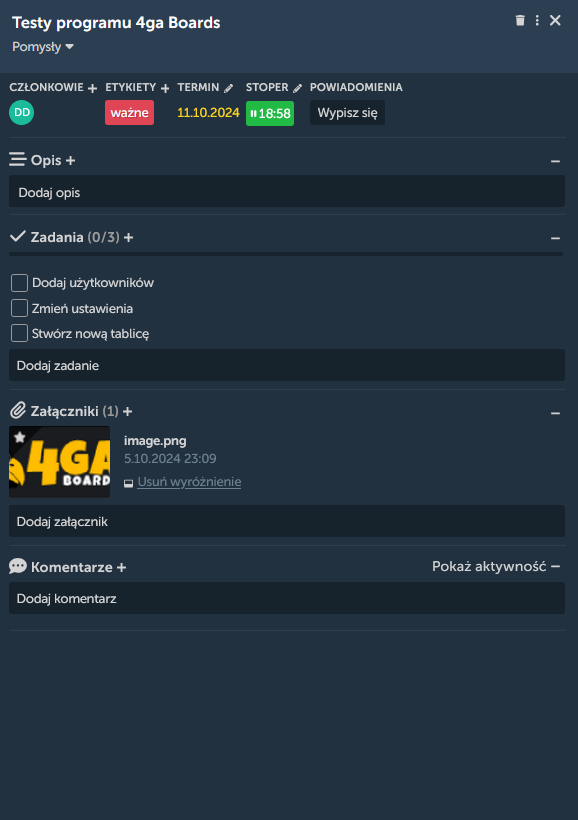 Testy programu 4ga Boards
Pomysły
CZŁONKOWIE ETYKIETY TERMIN STOPER POWIADOMIENIA
DD ważne 11.10.2024 18:58 Wypisz się
Opis
Dodaj opis
Zadania (0/3)
Dodaj użytkowników
Zmień ustawienia
Stwórz nową tablicę
Dodaj zadanie
Załączniki (1)
4GA
BOARD
image.png
5.10.2024 23:09
Usuń wyróżnienie
Dodaj załącznik
Komentarze Pokaż aktywność
Dodaj komentarz